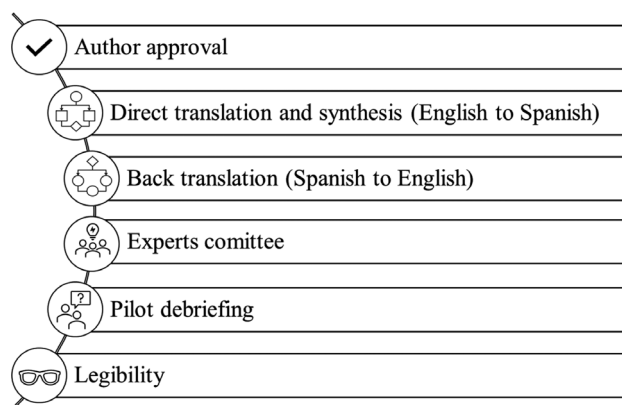 Author approval
Direct translation and synthesis (English to Spanish)
Back translation (Spanish to English)
Experts comittee
?
Pilot debriefing
Legibility